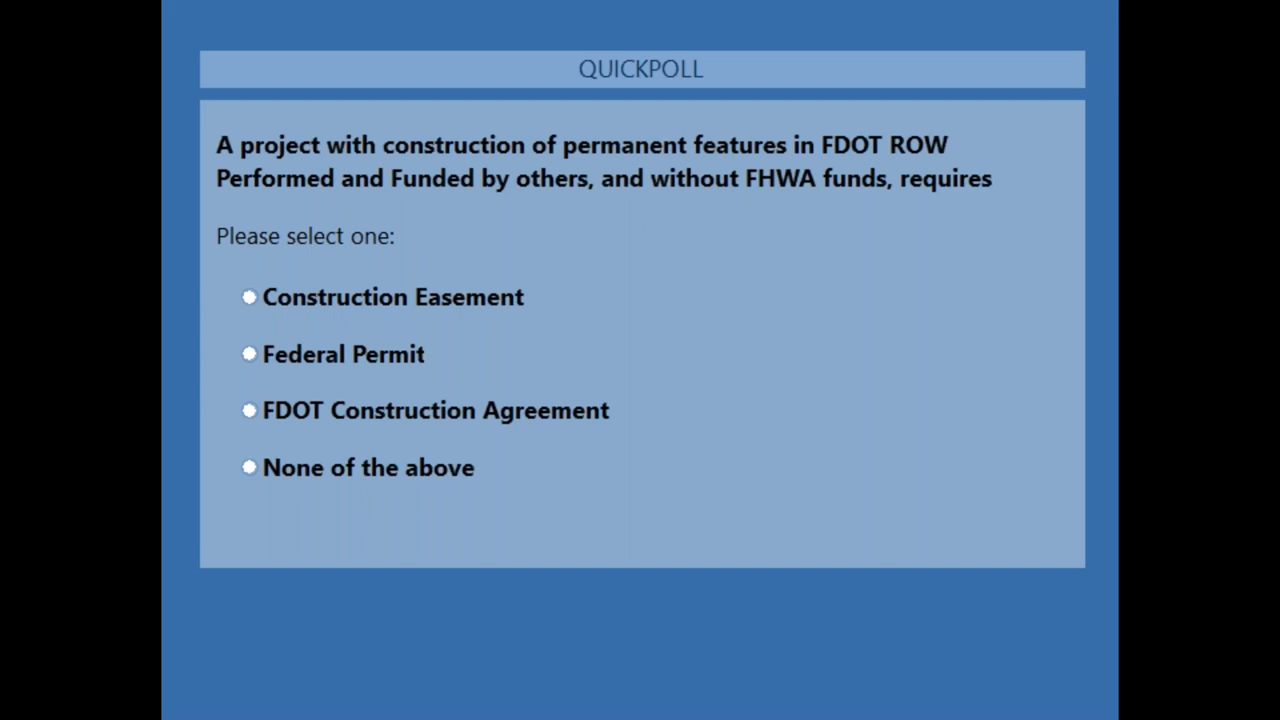 QUICKPOLL
A project with construction of permanent features in FDOT ROW
Performed and Funded by others, and without FHWA funds, requires
Please select one:
Construction Easement
Federal Permit
FDOT Construction Agreement
None of the above